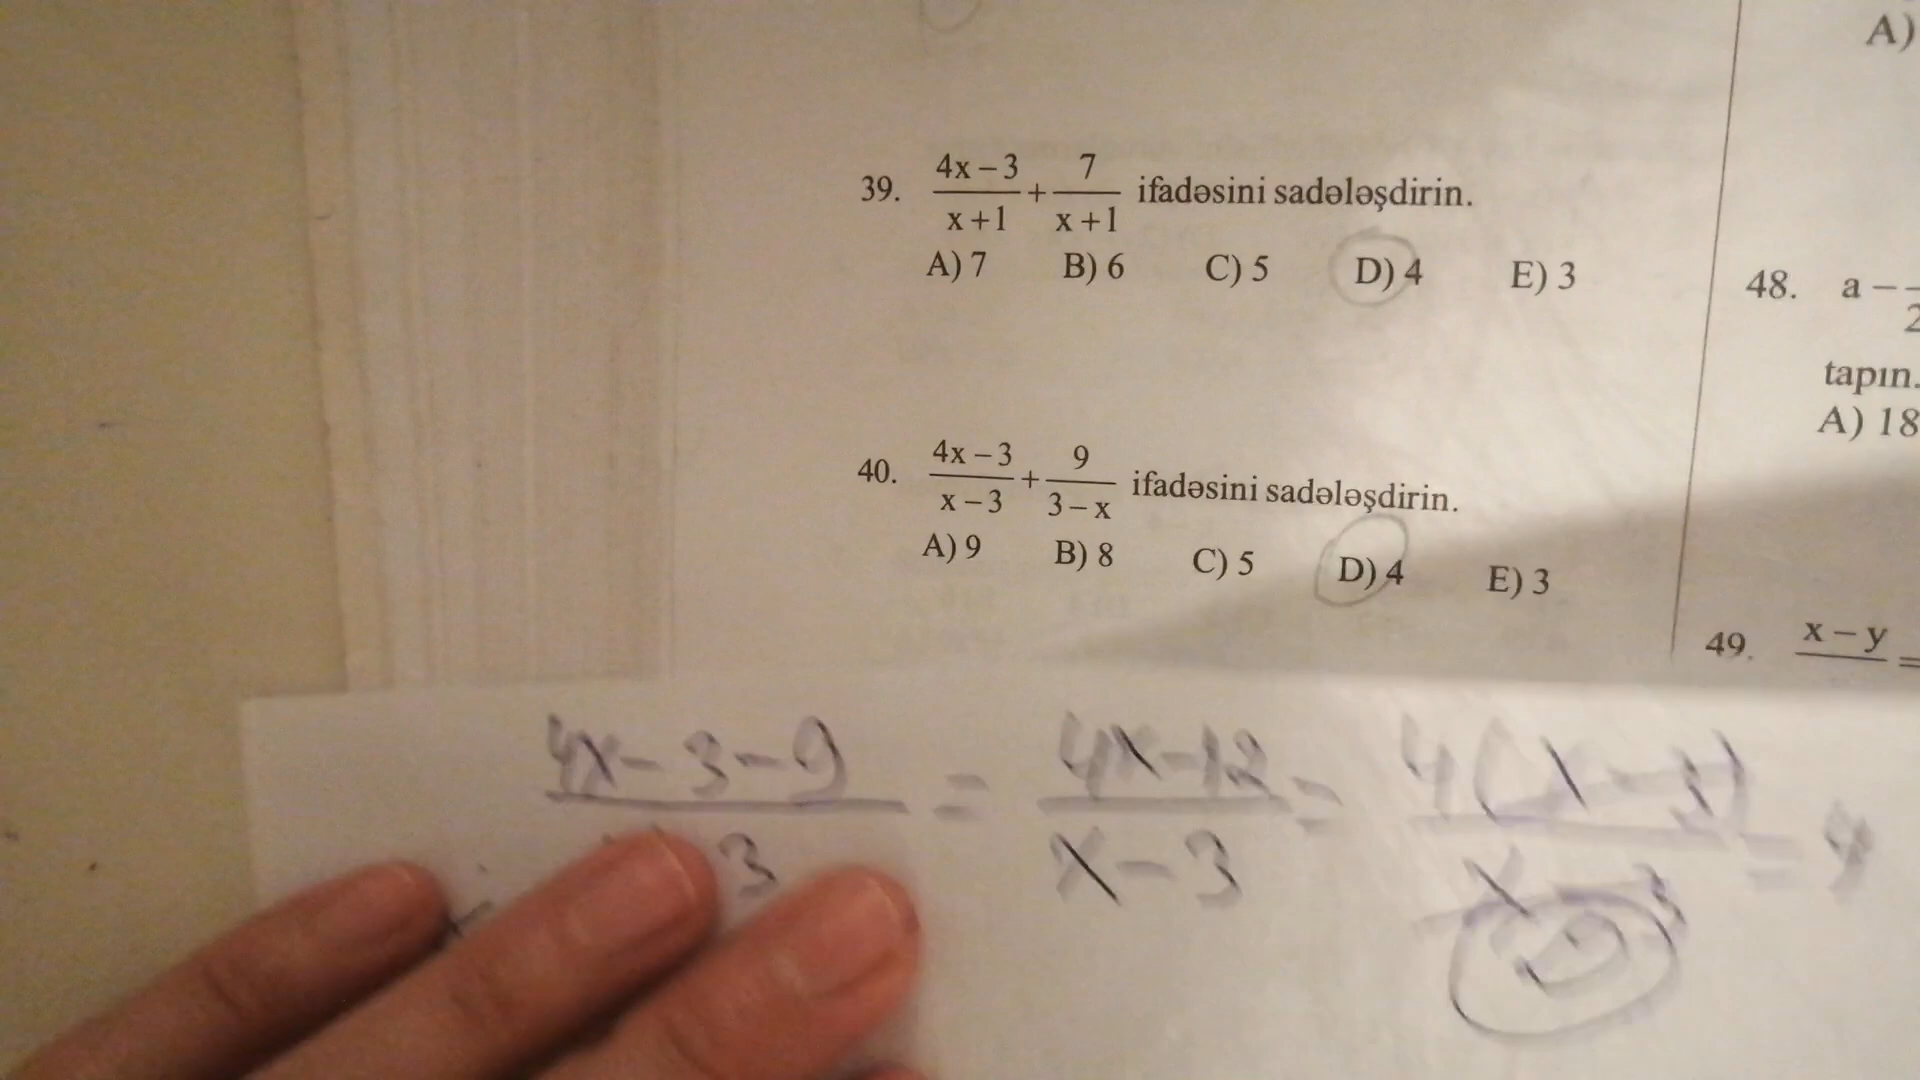 39. (4x – 3)/(x + 1) + 7/(x + 1) ifadəsini sadələşdirin.
A) 7 B) 6 C) 5 D) 4 E) 3
40. (4x – 3)/(x – 3) + 9/(3 – x) ifadəsini sadələşdirin.
A) 9 B) 8 C) 5 D) 4 E) 3
A)
48. a –
2
tapın.
A) 18
49. x – y =
4x - 3 - 9 = 4x - 12 = 4(x - 3) = 4
3 x - 3 x - 3
D